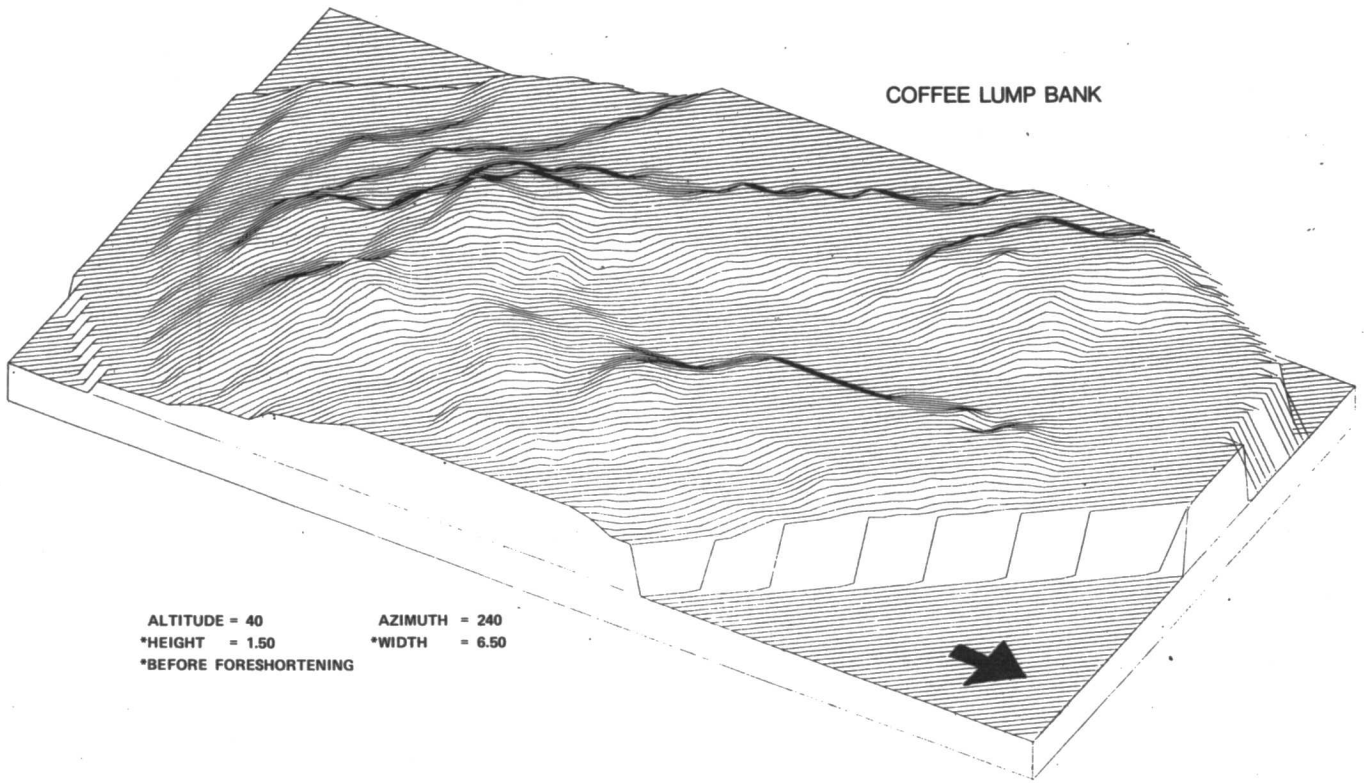 COFFEE LUMP BANK
ALTITUDE = 40 AZIMUTH = 240
*HEIGHT = 1.50 *WIDTH = 6.50
*BEFORE FORESHORTENING